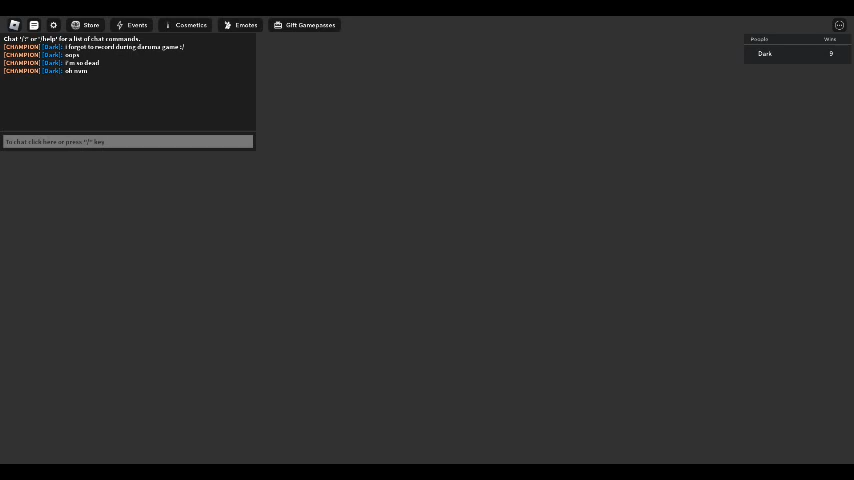 Store
Events
Cosmetics
Emotes
Gift Gamepasses
Chat '/?' or '/help' for a list of chat commands.
[CHAMPION] [Dark]: i forgot to record during daruma game :/
[CHAMPION] [Dark]: oops
[CHAMPION] [Dark]: i'm so dead
[CHAMPION] [Dark]: oh nvm
To chat click here or press "/" key
People Wins
Dark 9